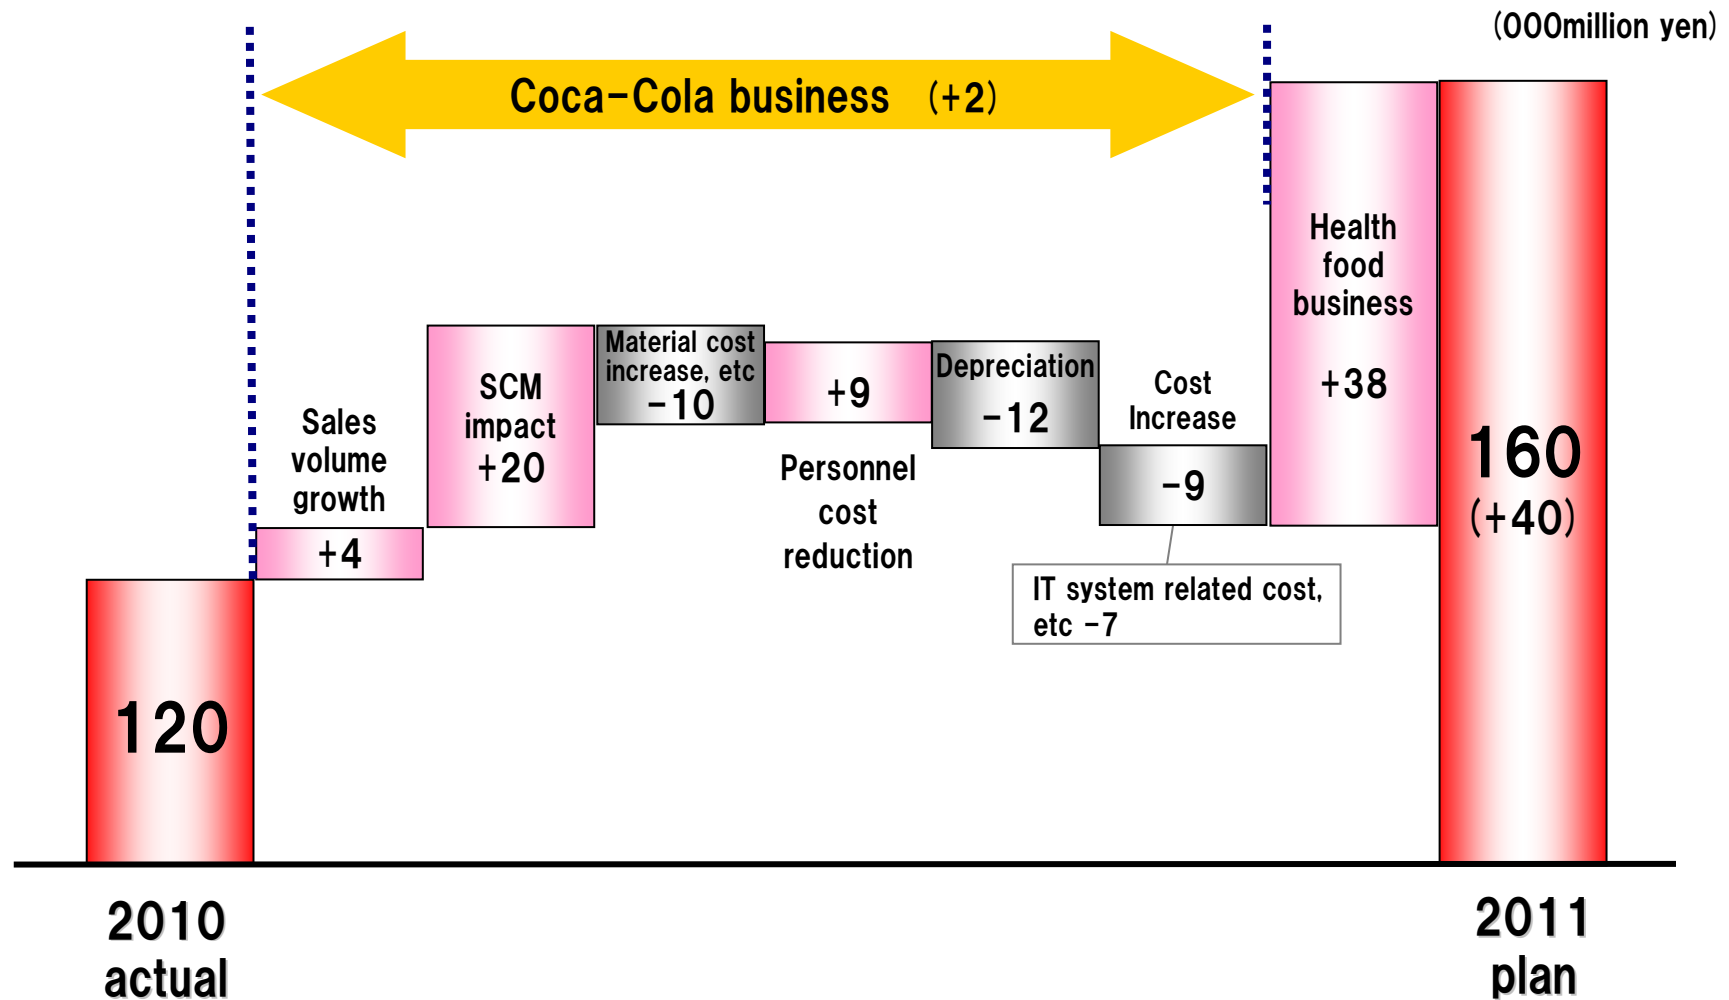 (000million yen)
Coca-Cola business (+2)
Sales
volume
growth
+4
SCM
impact
+20
Material cost
increase, etc
-10
+9
Personnel
cost
reduction
Depreciation
-12
Cost
Increase
-9
IT system related cost,
etc -7
Health
food
business
+38
120
160
(+40)
2010
actual
2011
plan